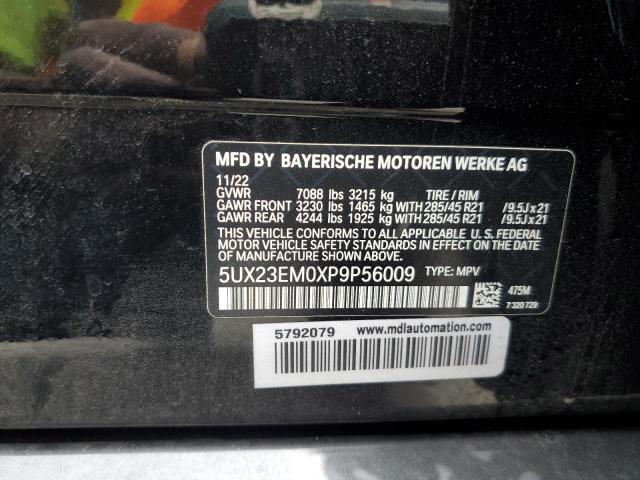 MFD BY BAYERISCHE MOTOREN WERKE AG
11/22
GVWR 7088 lbs 3215 kg TIRE / RIM
GAWR FRONT 3230 lbs 1465 kg WITH 285/45 R21 /9.5J x 21
GAWR REAR 4244 lbs 1925 kg WITH 285/45 R21 /9.5J x 21
THIS VEHICLE CONFORMS TO ALL APPLICABLE U. S. FEDERAL
MOTOR VEHICLE SAFETY STANDARDS IN EFFECT ON THE
DATE OF MANUFACTURE SHOWN ABOVE.
5UX23EM0XP9P56009 TYPE: MPV
475M
7 320 729
5792079 www.mdlautomation.com